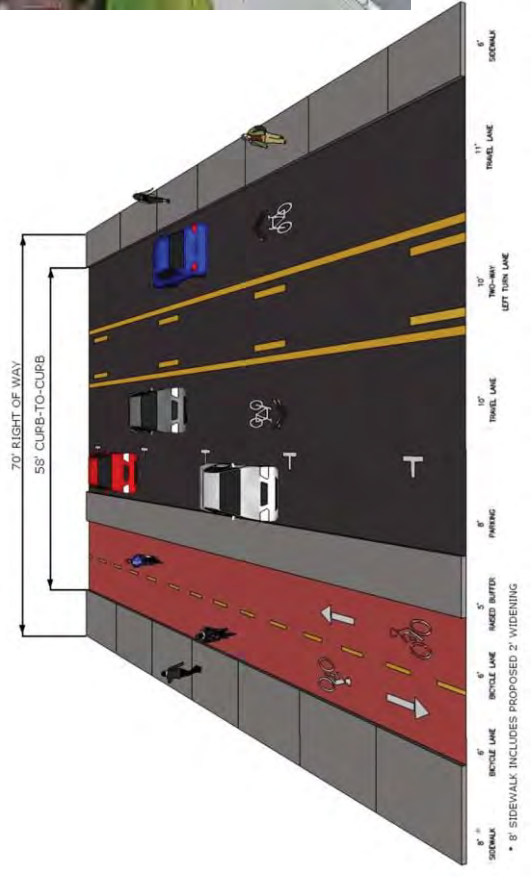 70' RIGHT OF WAY
58' CURB-TO-CURB
8' *
SIDEWALK
6'
BICYCLE LANE
6'
BICYCLE LANE
5'
RAISED BUFFER
8'
PARKING
10'
TRAVEL LANE
10'
TWO-WAY
LEFT TURN LANE
11'
TRAVEL LANE
6'
SIDEWALK
* 8' SIDEWALK INCLUDES PROPOSED 2' WIDENING